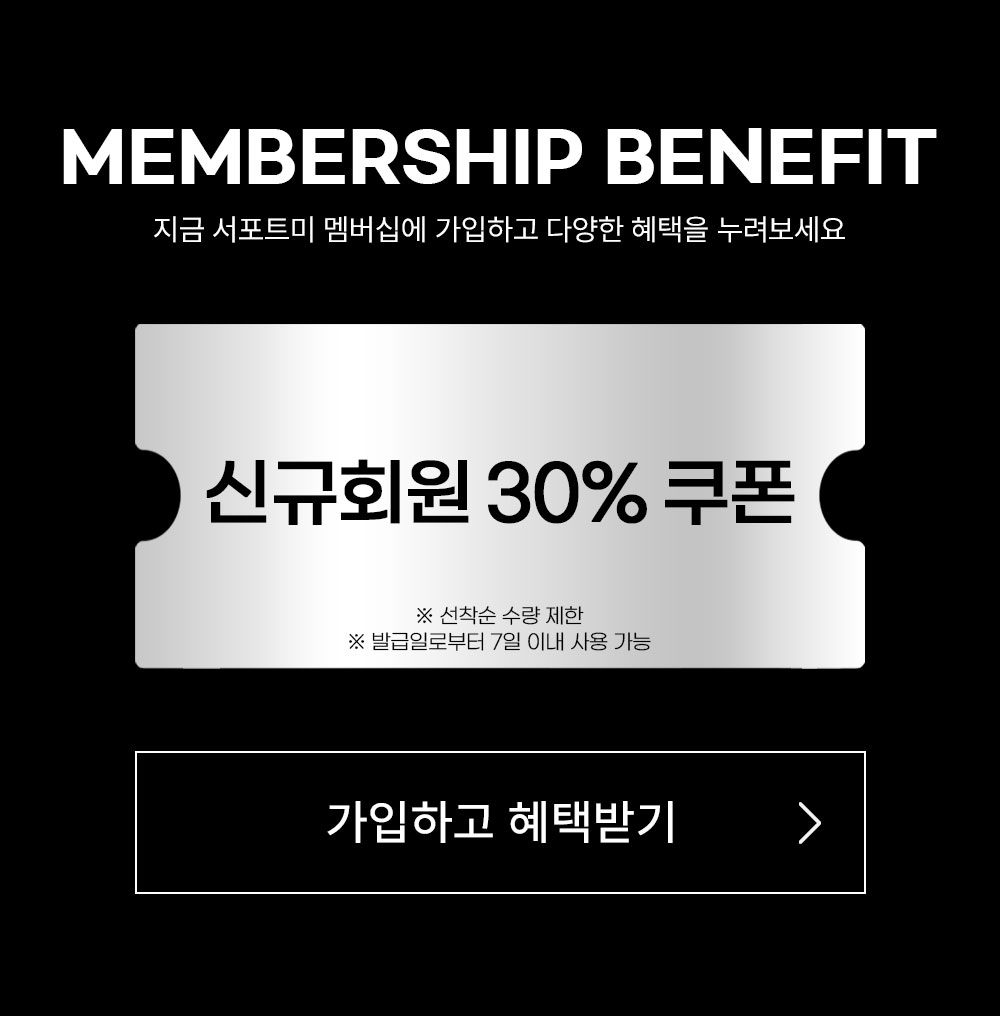 MEMBERSHIP BENEFIT
지금 서포트미 멤버십에 가입하고 다양한 혜택을 누려보세요
신규회원 30% 쿠폰
※ 선착순 수량 제한
※ 발급일로부터 7일 이내 사용 가능
가입하고 혜택받기